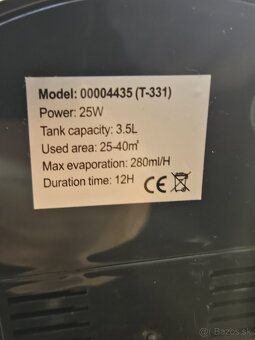 Model: 00004435 (T-331)
Power: 25W
Tank capacity: 3.5L
Used area: 25-40㎡
Max evaporation: 280ml/H
Duration time: 12H
CE
Bazos.sk